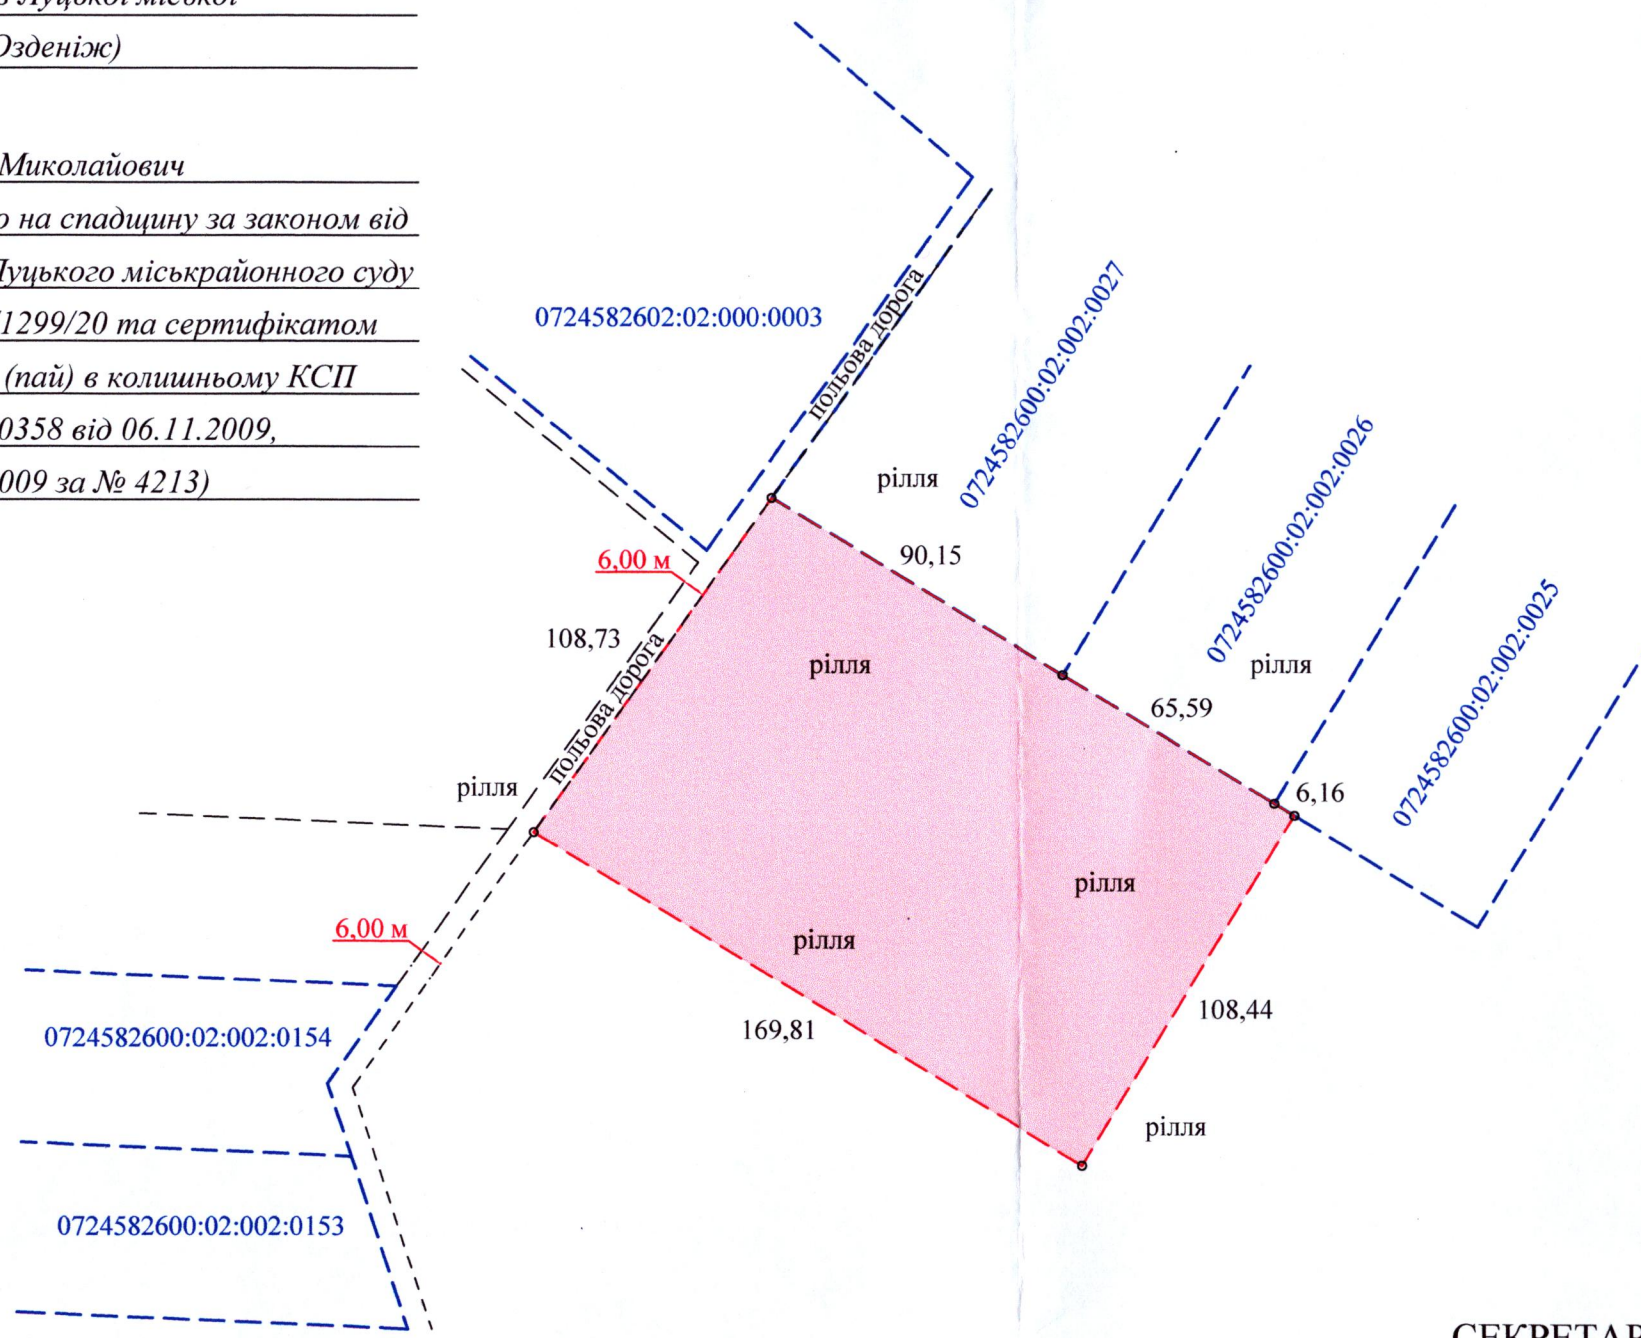 з Луцької міської
Озденіж)
Миколайович
о на спадщину за законом від
Луцького міськрайонного суду
/1299/20 та сертифікатом
(пай) в колишньому КСП
0358 від 06.11.2009,
009 за № 4213)
0724582602:02:000:0003
польова дорога
0724582600:02:002:0027
рілля
0724582600:02:002:0026
90,15
6,00 м
108,73
польова дорога
рілля
рілля
65,59
0724582600:02:002:0025
рілля
6,16
рілля
рілля
6,00 м
108,44
169,81
0724582600:02:002:0154
рілля
0724582600:02:002:0153
СЕКРЕТАР